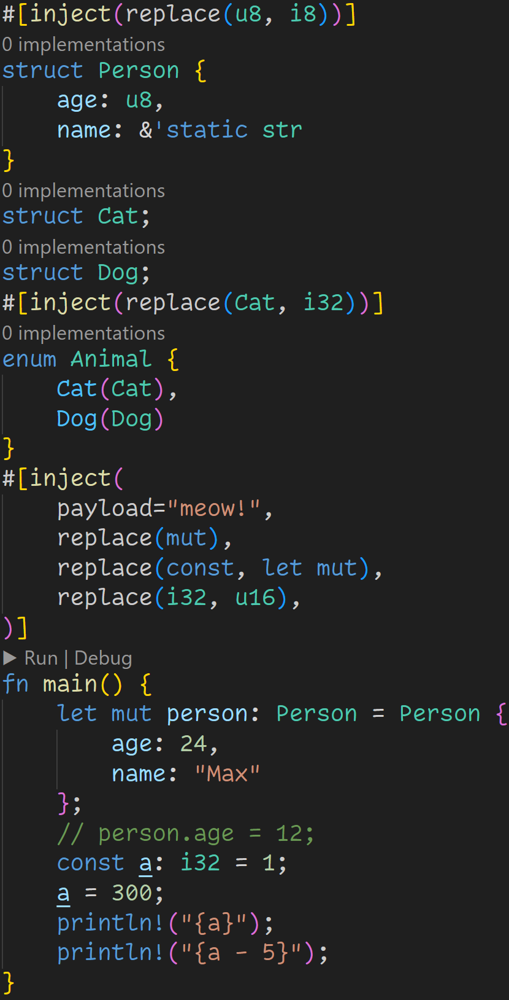 #[inject(replace(u8, i8))]
0 implementations
struct Person {
    age: u8,
    name: &'static str
}
0 implementations
struct Cat;
0 implementations
struct Dog;
#[inject(replace(Cat, i32))]
0 implementations
enum Animal {
    Cat(Cat),
    Dog(Dog)
}
#[inject(
    payload="meow!",
    replace(mut),
    replace(const, let mut),
    replace(i32, u16),
)]
▶ Run | Debug
fn main() {
    let mut person: Person = Person {
        age: 24,
        name: "Max"
    };
    // person.age = 12;
    const a: i32 = 1;
    a = 300;
    println!("{a}");
    println!("{a - 5}");
}